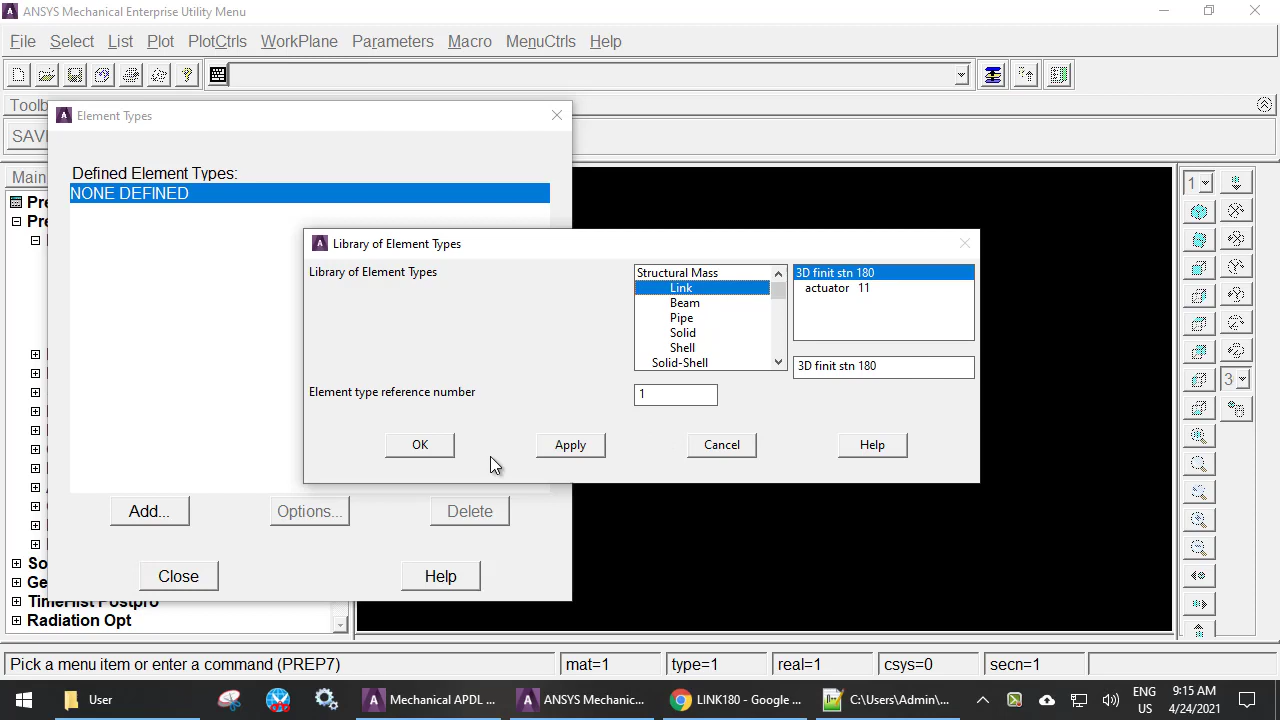 ANSYS Mechanical Enterprise Utility Menu
File Select List Plot PlotCtrls WorkPlane Parameters Macro MenuCtrls Help
Toolb
Element Types
SAVE
Main
Pre
Pre
Defined Element Types:
NONE DEFINED
Library of Element Types
Library of Element Types
Structural Mass
Link
Beam
Pipe
Solid
Shell
Solid-Shell
3D finit stn 180
actuator 11
3D finit stn 180
Element type reference number
1
OK Apply Cancel Help
Add... Options... Delete
Close Help
So
Ge
TimeHist Postpro
Radiation Opt
1
3
Pick a menu item or enter a command (PREP7) mat=1 type=1 real=1 csys=0 secn=1
User
Mechanical APDL ...
ANSYS Mechanic...
LINK180 - Google ...
C:\Users\Admin\...
ENG
US
9:15 AM
4/24/2021